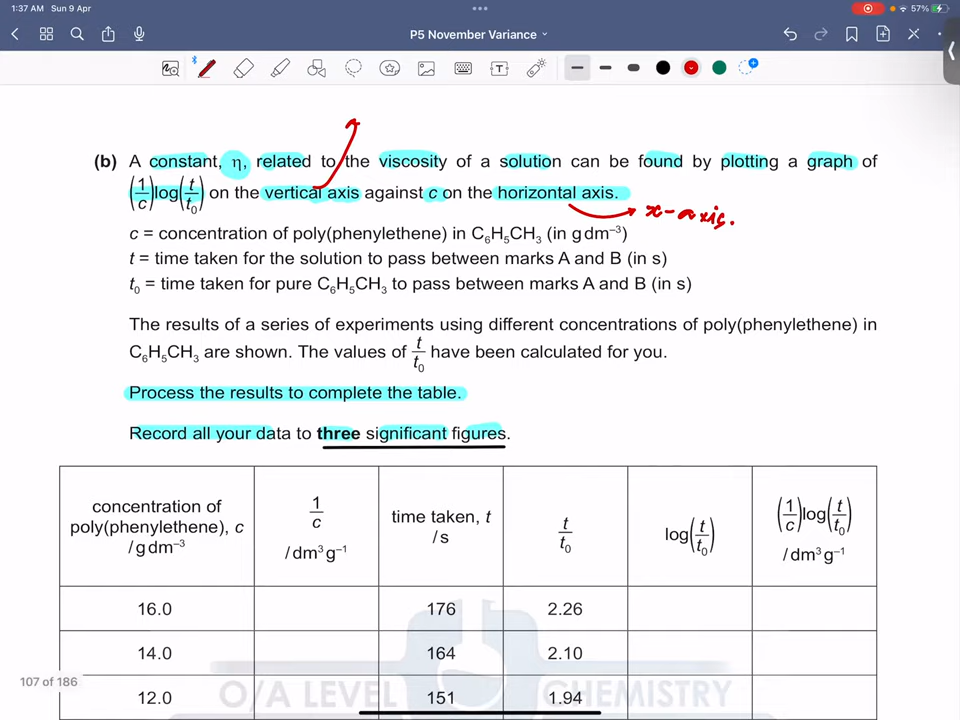 1:37 AM Sun 9 Apr
57%
P5 November Variance
(b) A constant, η, related to the viscosity of a solution can be found by plotting a graph of
(1/c)log(t/t₀) on the vertical axis against c on the horizontal axis.
x-axis.
c = concentration of poly(phenylethene) in C₆H₅CH₃ (in g dm⁻³)
t = time taken for the solution to pass between marks A and B (in s)
t₀ = time taken for pure C₆H₅CH₃ to pass between marks A and B (in s)
The results of a series of experiments using different concentrations of poly(phenylethene) in
C₆H₅CH₃ are shown. The values of t/t₀ have been calculated for you.
Process the results to complete the table.
Record all your data to three significant figures.
concentration of
poly(phenylethene), c
/ g dm⁻³
1/c
/ dm³ g⁻¹
time taken, t
/ s
t/t₀
log(t/t₀)
(1/c)log(t/t₀)
/ dm³ g⁻¹
16.0 176 2.26
14.0 164 2.10
12.0 151 1.94
107 of 186
O/A LEVEL CHEMISTRY